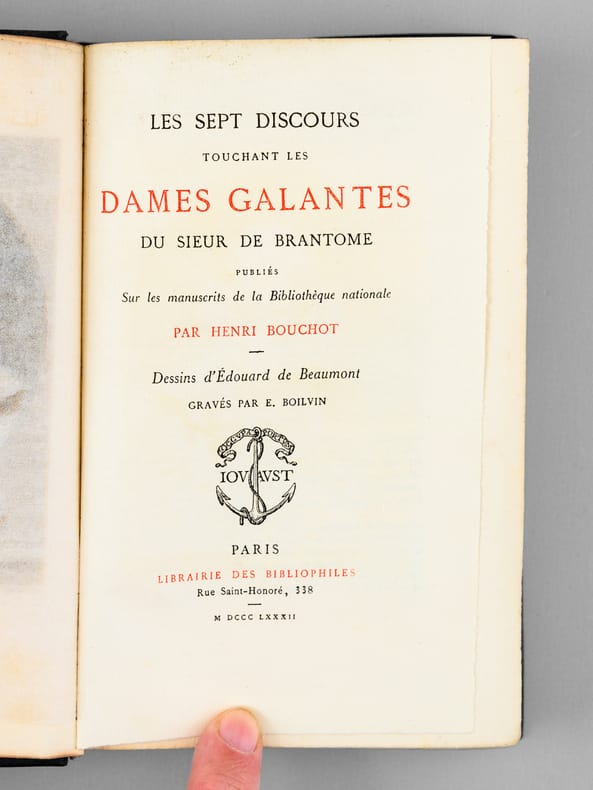 LES SEPT DISCOURS
TOUCHANT LES
DAMES GALANTES
DU SIEUR DE BRANTOME
PUBLIÉS
Sur les manuscrits de la Bibliothèque nationale
PAR HENRI BOUCHOT
Dessins d'Édouard de Beaumont
GRAVÉS PAR E. BOILVIN
IOVAVST
PARIS
LIBRAIRIE DES BIBLIOPHILES
Rue Saint-Honoré, 338
M DCCC LXXXII